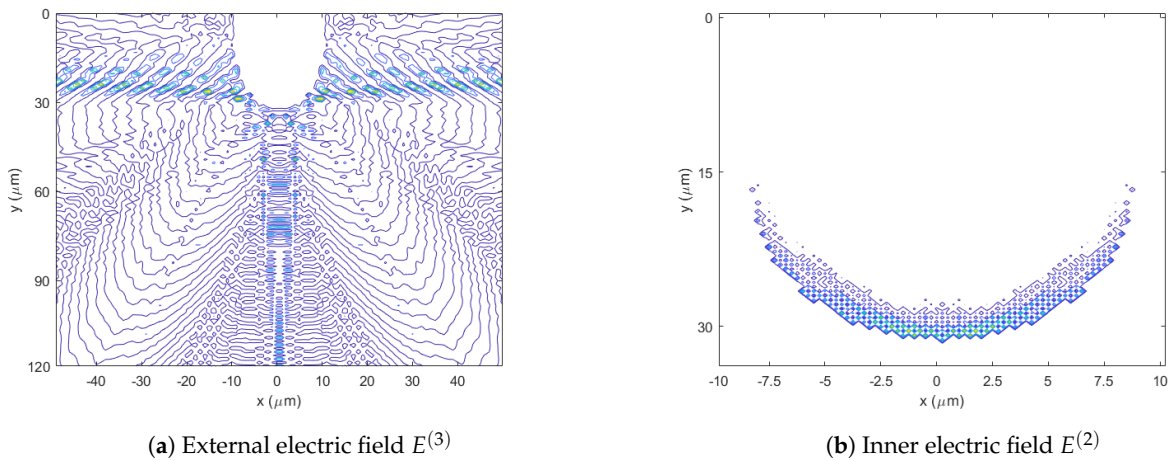 0
30
60
90
120
y (μm)
-40 -30 -20 -10 0 10 20 30 40
x (μm)
(a) External electric field E^(3)
0
15
30
y (μm)
-10 -7.5 -5 -2.5 0 2.5 5 7.5 10
x (μm)
(b) Inner electric field E^(2)